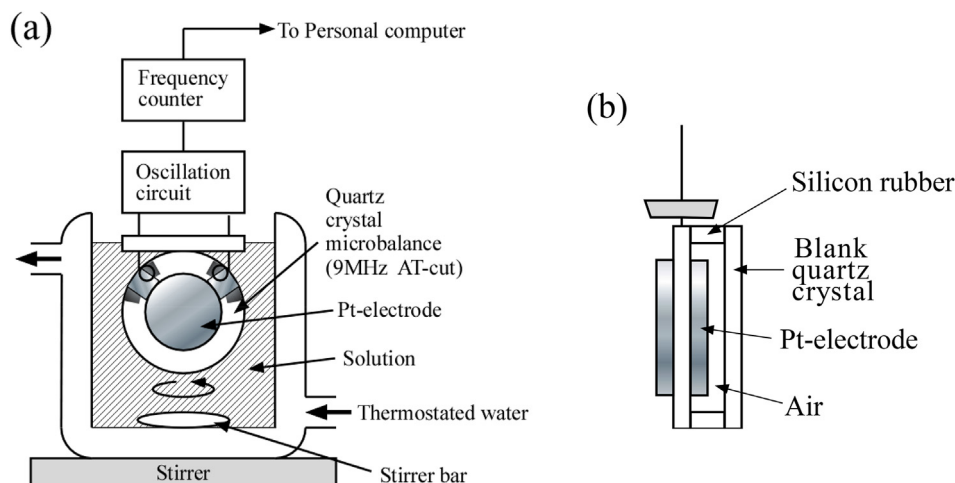 (a)
To Personal computer
Frequency
counter
Oscillation
circuit
Quartz
crystal
microbalance
(9MHz AT-cut)
Pt-electrode
Solution
Thermostated water
Stirrer bar
Stirrer
(b)
Silicon rubber
Blank
quartz
crystal
Pt-electrode
Air